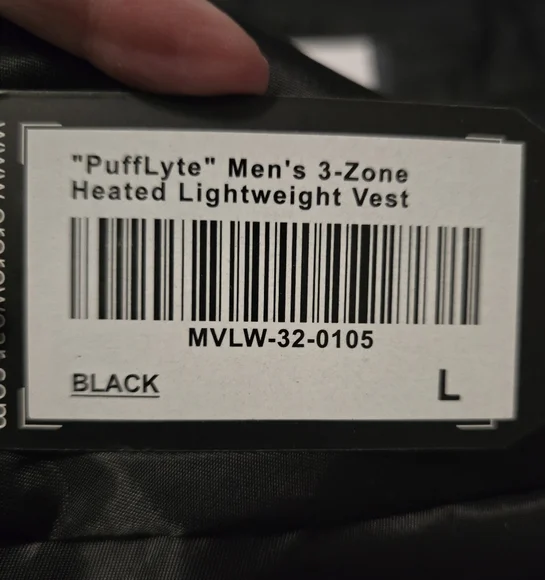 "PuffLyte" Men's 3-Zone
Heated Lightweight Vest
MVLW-32-0105
BLACK
L